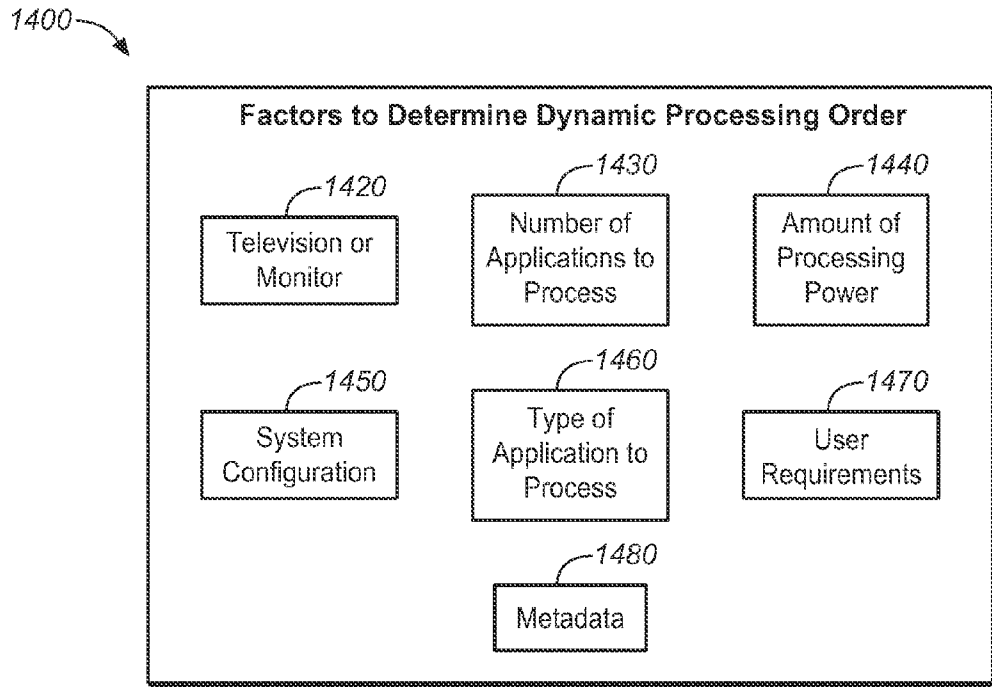 1400
Factors to Determine Dynamic Processing Order
1420
Television or
Monitor
1430
Number of
Applications to
Process
1440
Amount of
Processing
Power
1450
System
Configuration
1460
Type of
Application to
Process
1470
User
Requirements
1480
Metadata